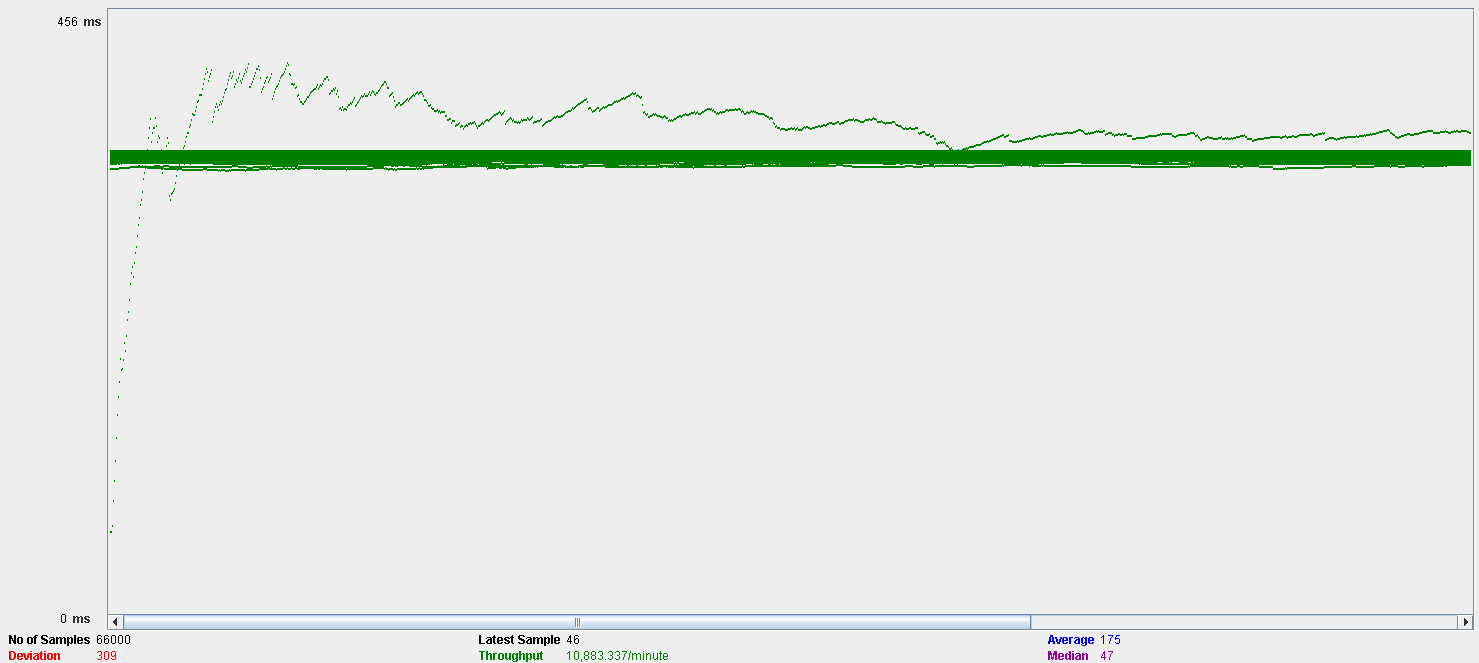 456 ms
0 ms
No of Samples 66000 Latest Sample 46 Average 175
Deviation 309 Throughput 10,883.337/minute Median 47